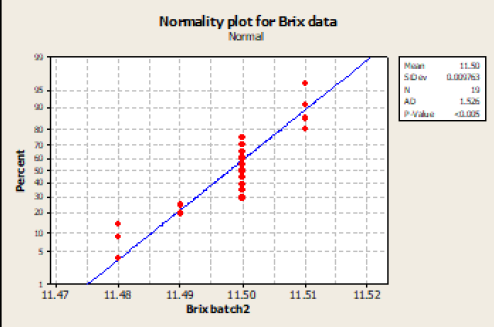 Normality plot for Brix data
Normal
99
95
90
80
70
60
50
40
30
20
10
5
1
Percent
11.47 11.48 11.49 11.50 11.51 11.52
Brix batch2
Mean 11.50
StDev 0.009763
N 19
AD 1.526
P-Value <0.005